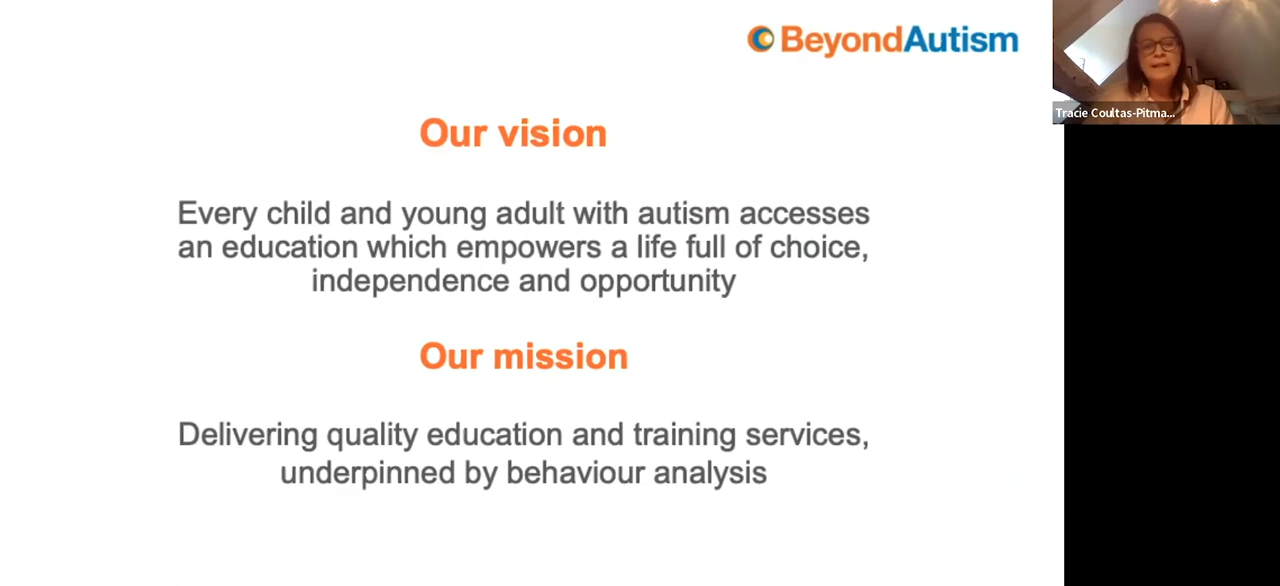 BeyondAutism
Tracie Coultas-Pitma...
Our vision
Every child and young adult with autism accesses
an education which empowers a life full of choice,
independence and opportunity
Our mission
Delivering quality education and training services,
underpinned by behaviour analysis